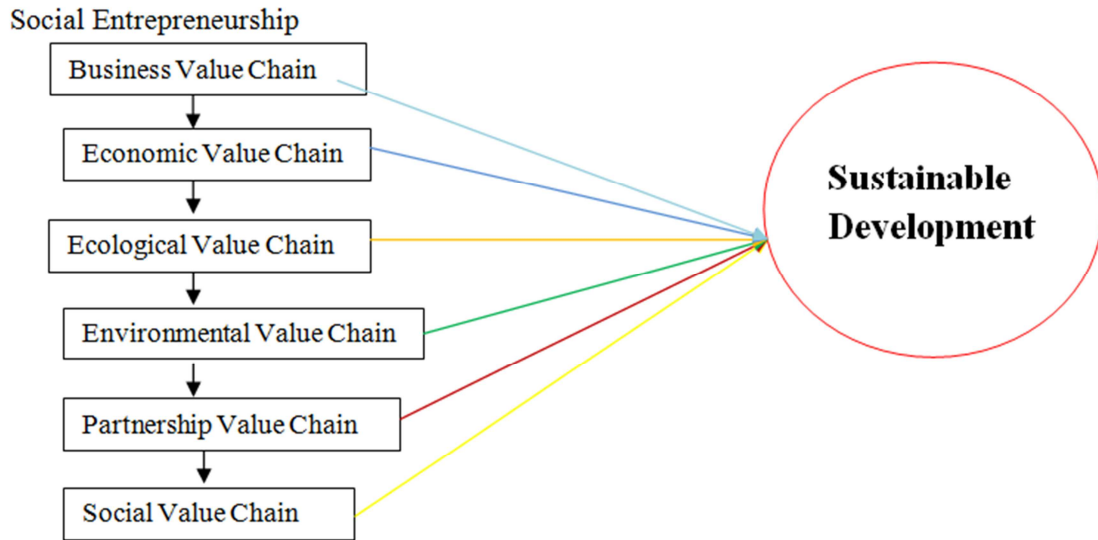 Social Entrepreneurship
Business Value Chain
Economic Value Chain
Ecological Value Chain
Environmental Value Chain
Partnership Value Chain
Social Value Chain
Sustainable
Development